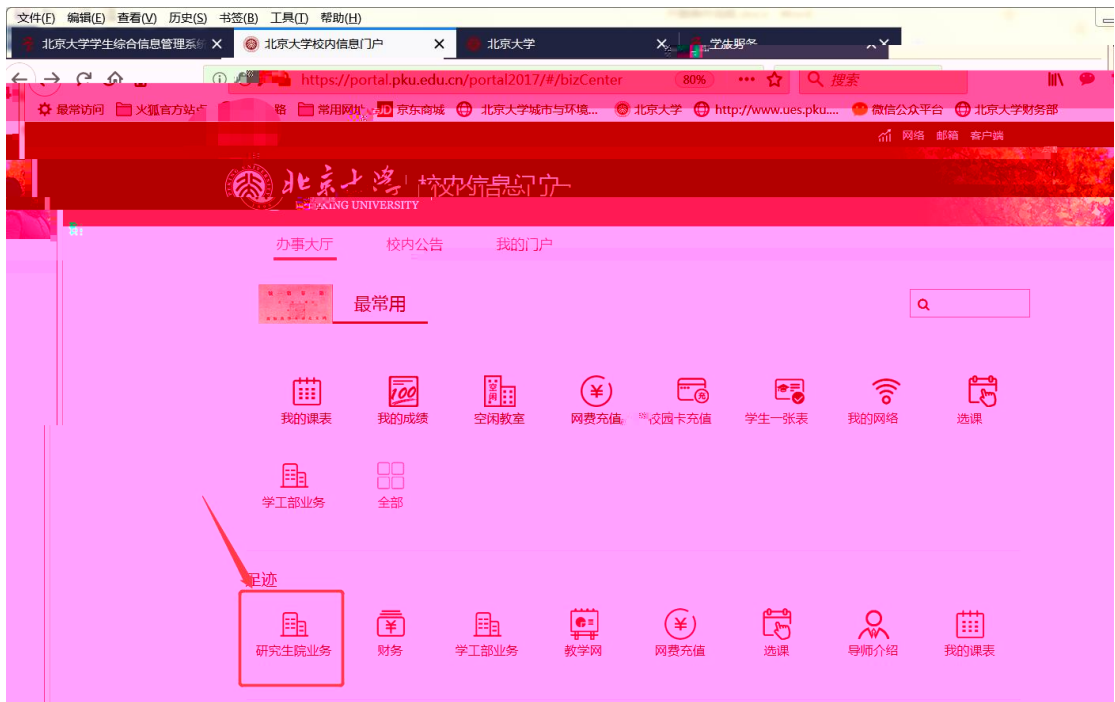 文件(F) 编辑(E) 查看(V) 历史(S) 书签(B) 工具(T) 帮助(H)
北京大学学生综合信息管理系统 北京大学校内信息门户 北京大学
https://portal.pku.edu.cn/portal2017/#/bizCenter 80% 搜索
最常访问 火狐官方站点 常用网址 JD 京东商城 北京大学城市与环境... 北京大学 http://www.ues.pku.... 微信公众平台 北京大学财务部
网络 邮箱 客户端
北京大学 校内信息门户
PEKING UNIVERSITY
办事大厅 校内公告 我的门户
最常用
100 空闲
我的课表 我的成绩 空闲教室 网费充值 校园卡充值 学生一张表 我的网络 选课
学工部业务 全部
足迹
研究生院业务 财务 学工部业务 教学网 网费充值 选课 导师介绍 我的课表